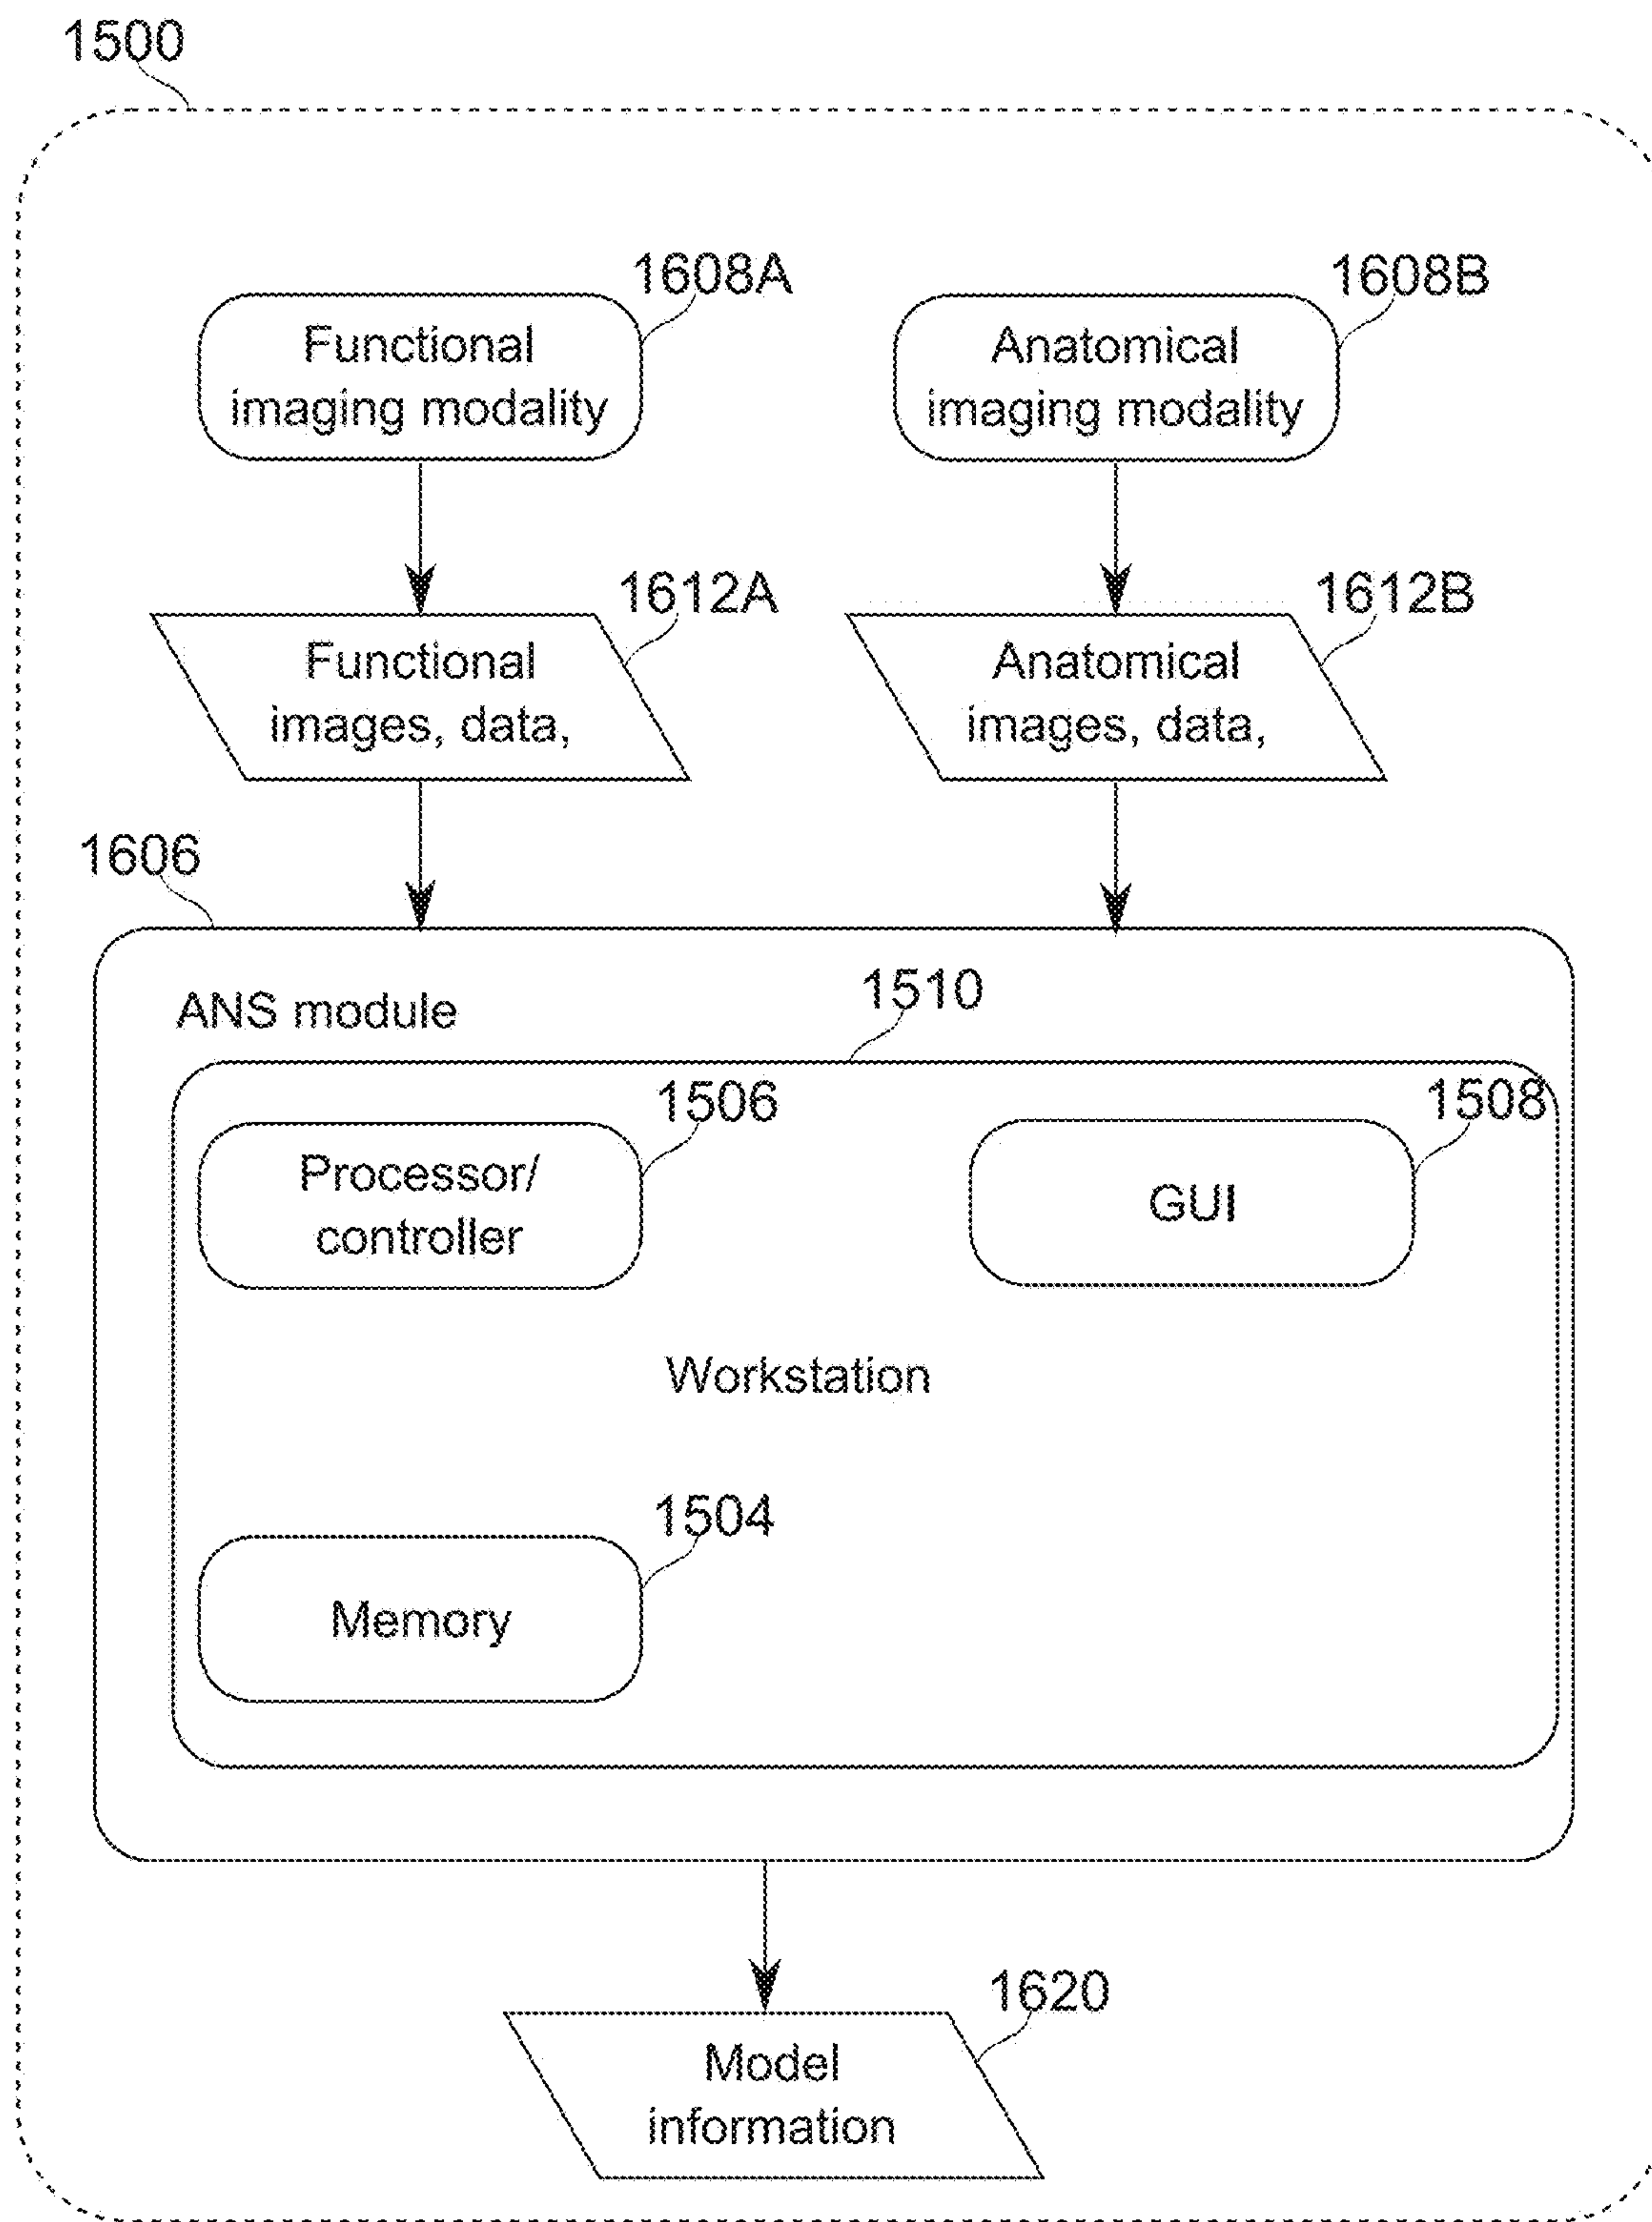 1500
1608A
1608B
Functional
imaging modality
Anatomical
imaging modality
1612A
1612B
Functional
images, data,
Anatomical
images, data,
1606
ANS module
1510
1506
1508
Processor/
controller
GUI
Workstation
1504
Memory
1620
Model
information